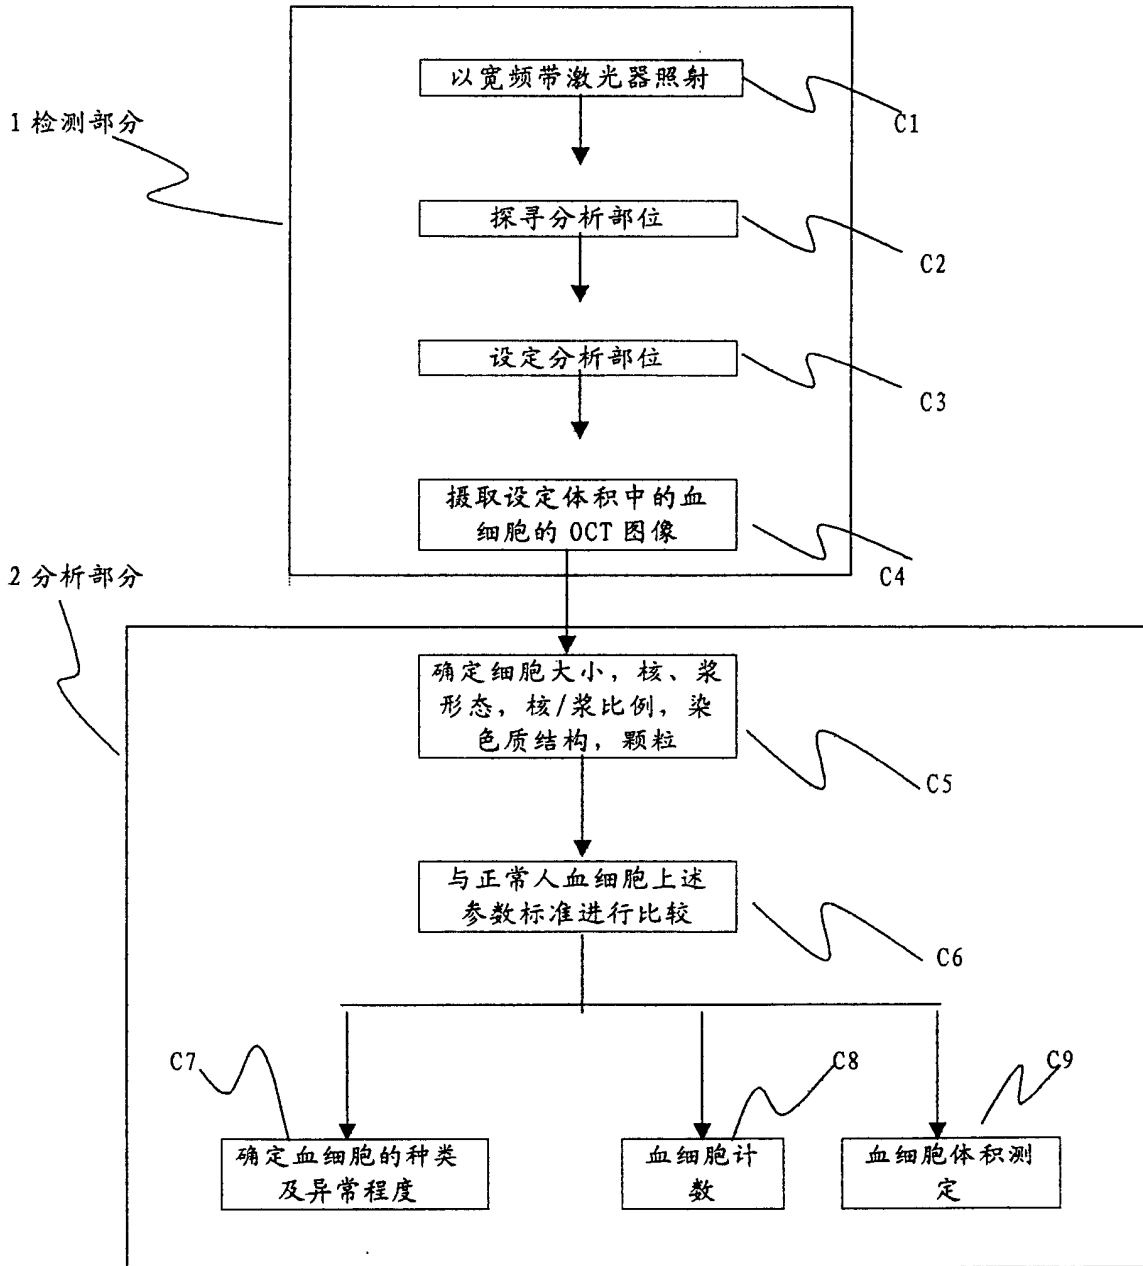 以宽频带激光器照射
C1
1 检测部分
探寻分析部位
C2
设定分析部位
C3
摄取设定体积中的血
细胞的 OCT 图像
C4
2 分析部分
确定细胞大小，核、浆
形态，核/浆比例，染
色质结构，颗粒
C5
与正常人血细胞上述
参数标准进行比较
C6
C7
C8
C9
确定血细胞的种类
及异常程度
血细胞计
数
血细胞体积测
定